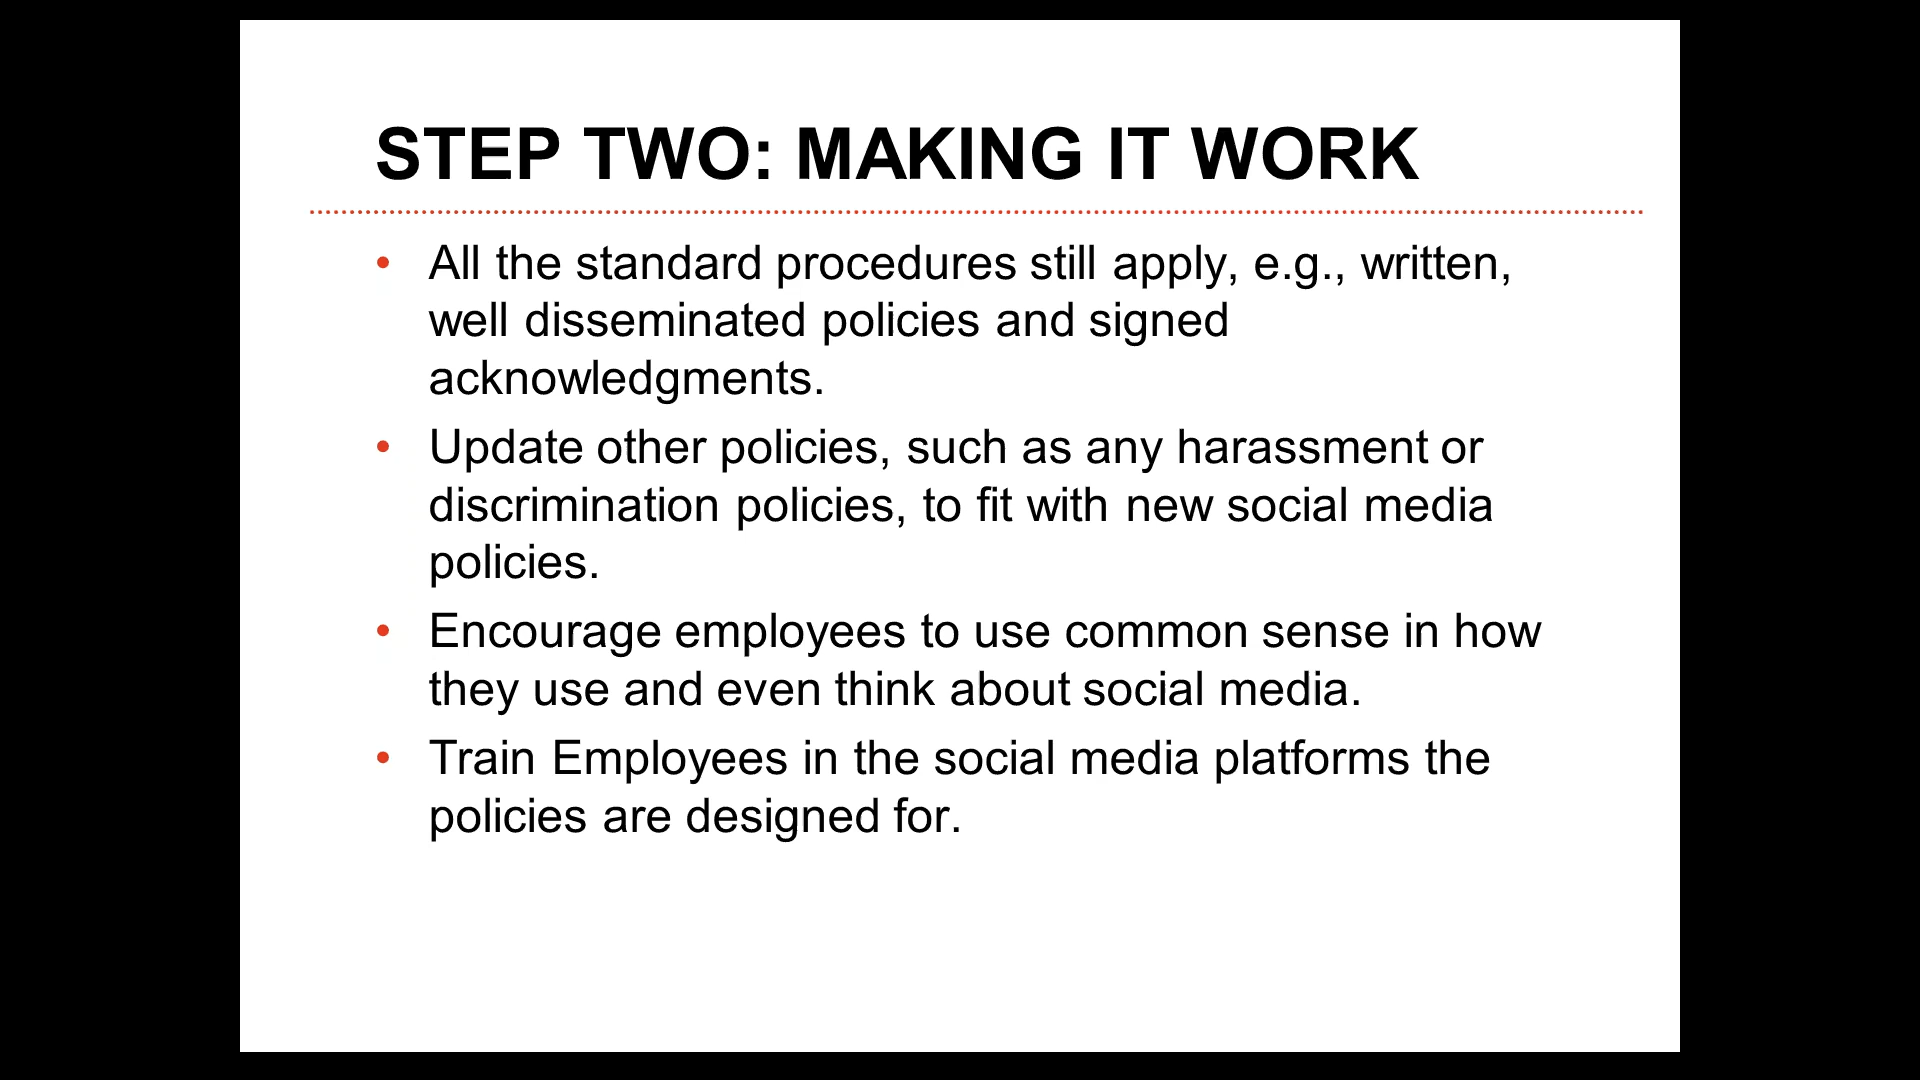 STEP TWO: MAKING IT WORK
• All the standard procedures still apply, e.g., written,
well disseminated policies and signed
acknowledgments.
• Update other policies, such as any harassment or
discrimination policies, to fit with new social media
policies.
• Encourage employees to use common sense in how
they use and even think about social media.
• Train Employees in the social media platforms the
policies are designed for.